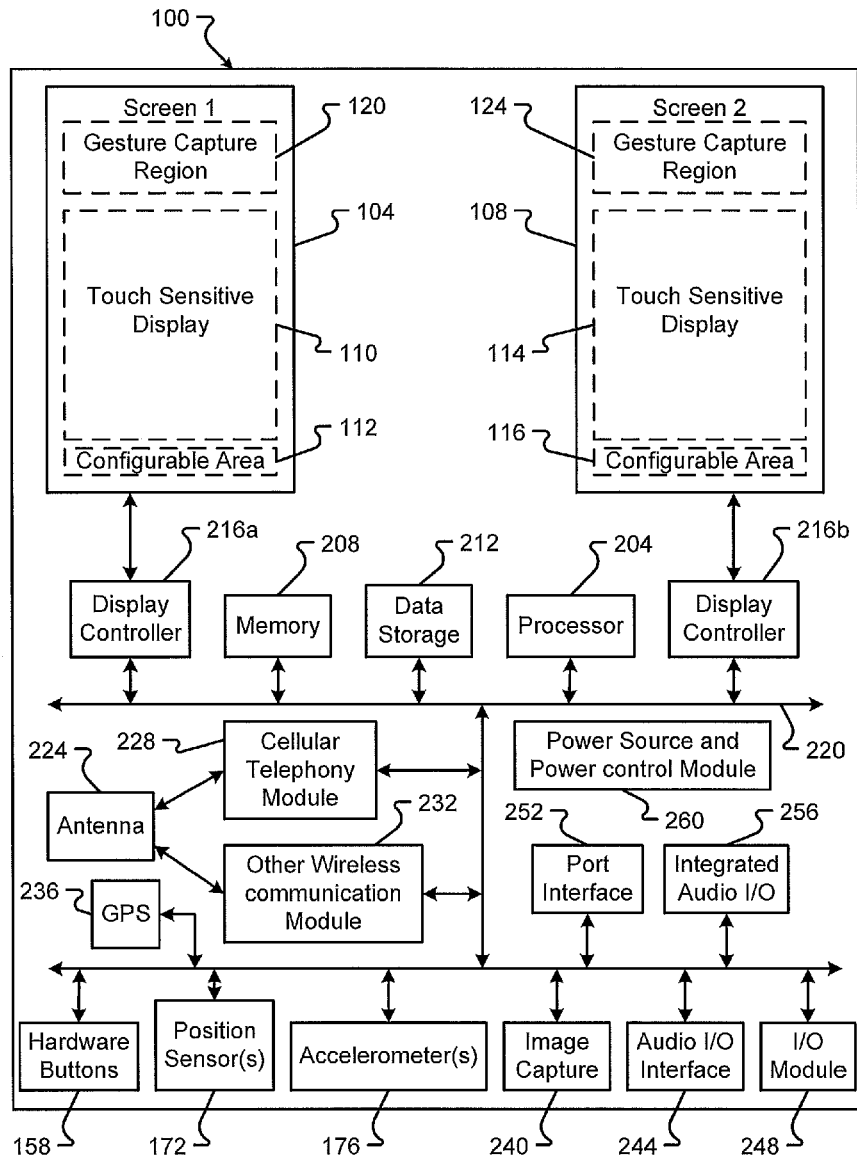 100
Screen 1
120
124
Screen 2
Gesture Capture
Region
Gesture Capture
Region
104
108
Touch Sensitive
Display
Touch Sensitive
Display
110
114
112
116
Configurable Area
Configurable Area
216a
208
212
204
216b
Display
Controller
Memory
Data
Storage
Processor
Display
Controller
228
Cellular
Telephony
Module
Power Source and
Power control Module
220
224
Antenna
232
252
260
256
Other Wireless
communication
Module
Port
Interface
Integrated
Audio I/O
236
GPS
Hardware
Buttons
Position
Sensor(s)
Accelerometer(s)
Image
Capture
Audio I/O
Interface
I/O
Module
158
172
176
240
244
248